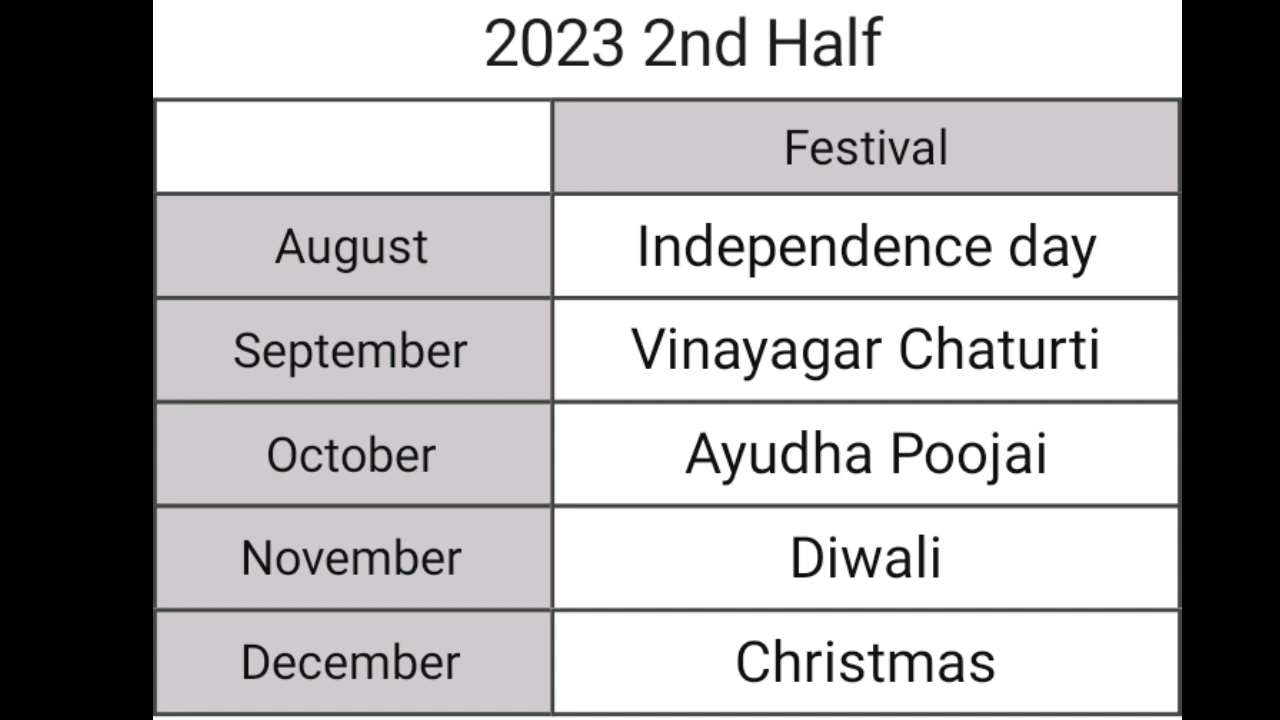 2023 2nd Half
Festival
August Independence day
September Vinayagar Chaturti
October Ayudha Poojai
November Diwali
December Christmas